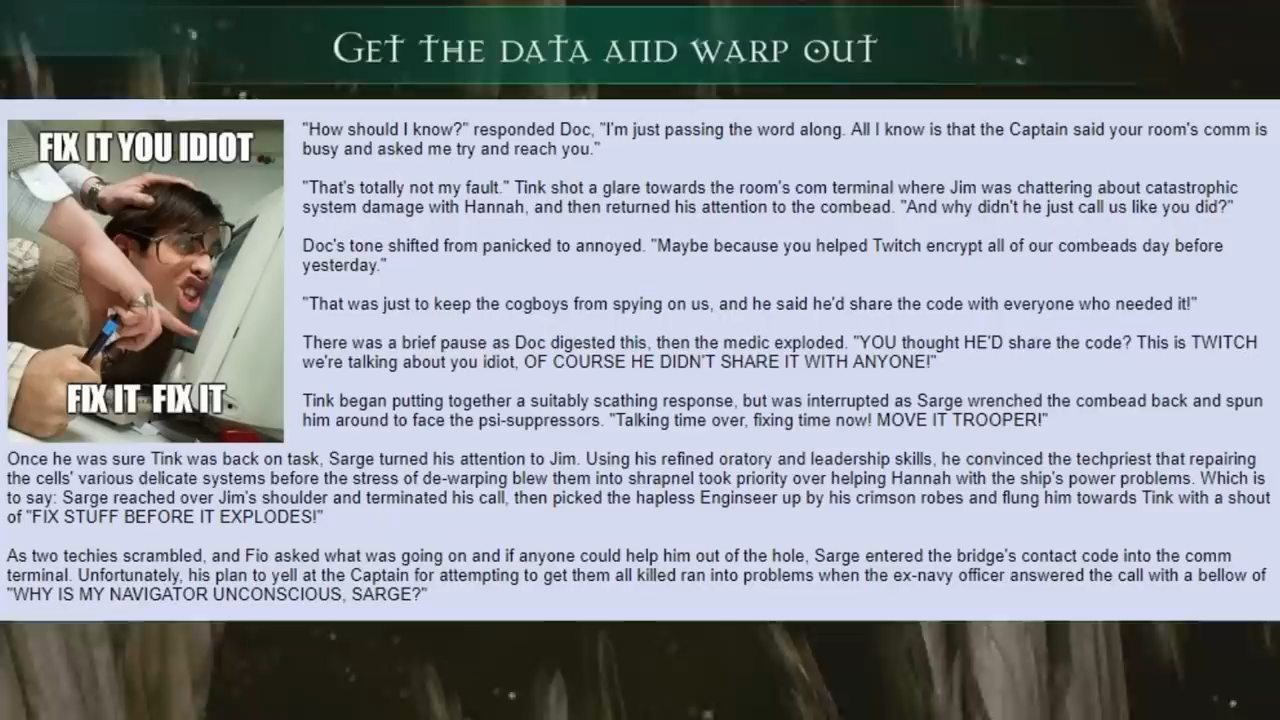 GET THE DATA AND WARP OUT
FIX IT YOU IDIOT
FIX IT FIX IT
"How should I know?" responded Doc, "I'm just passing the word along. All I know is that the Captain said your room's comm is
busy and asked me try and reach you."
"That's totally not my fault." Tink shot a glare towards the room's com terminal where Jim was chattering about catastrophic
system damage with Hannah, and then returned his attention to the combead. "And why didn't he just call us like you did?"
Doc's tone shifted from panicked to annoyed. "Maybe because you helped Twitch encrypt all of our combeads day before
yesterday."
"That was just to keep the cogboys from spying on us, and he said he'd share the code with everyone who needed it!"
There was a brief pause as Doc digested this, then the medic exploded. "YOU thought HE'D share the code? This is TWITCH
we're talking about you idiot, OF COURSE HE DIDN'T SHARE IT WITH ANYONE!"
Tink began putting together a suitably scathing response, but was interrupted as Sarge wrenched the combead back and spun
him around to face the psi-suppressors. "Talking time over, fixing time now! MOVE IT TROOPER!"
Once he was sure Tink was back on task, Sarge turned his attention to Jim. Using his refined oratory and leadership skills, he convinced the techpriest that repairing
the cells' various delicate systems before the stress of de-warping blew them into shrapnel took priority over helping Hannah with the ship's power problems. Which is
to say: Sarge reached over Jim's shoulder and terminated his call, then picked the hapless Engineseer up by his crimson robes and flung him towards Tink with a shout
of "FIX STUFF BEFORE IT EXPLODES!"
As two techies scrambled, and Fio asked what was going on and if anyone could help him out of the hole, Sarge entered the bridge's contact code into the comm
terminal. Unfortunately, his plan to yell at the Captain for attempting to get them all killed ran into problems when the ex-navy officer answered the call with a bellow of
"WHY IS MY NAVIGATOR UNCONSCIOUS, SARGE?"